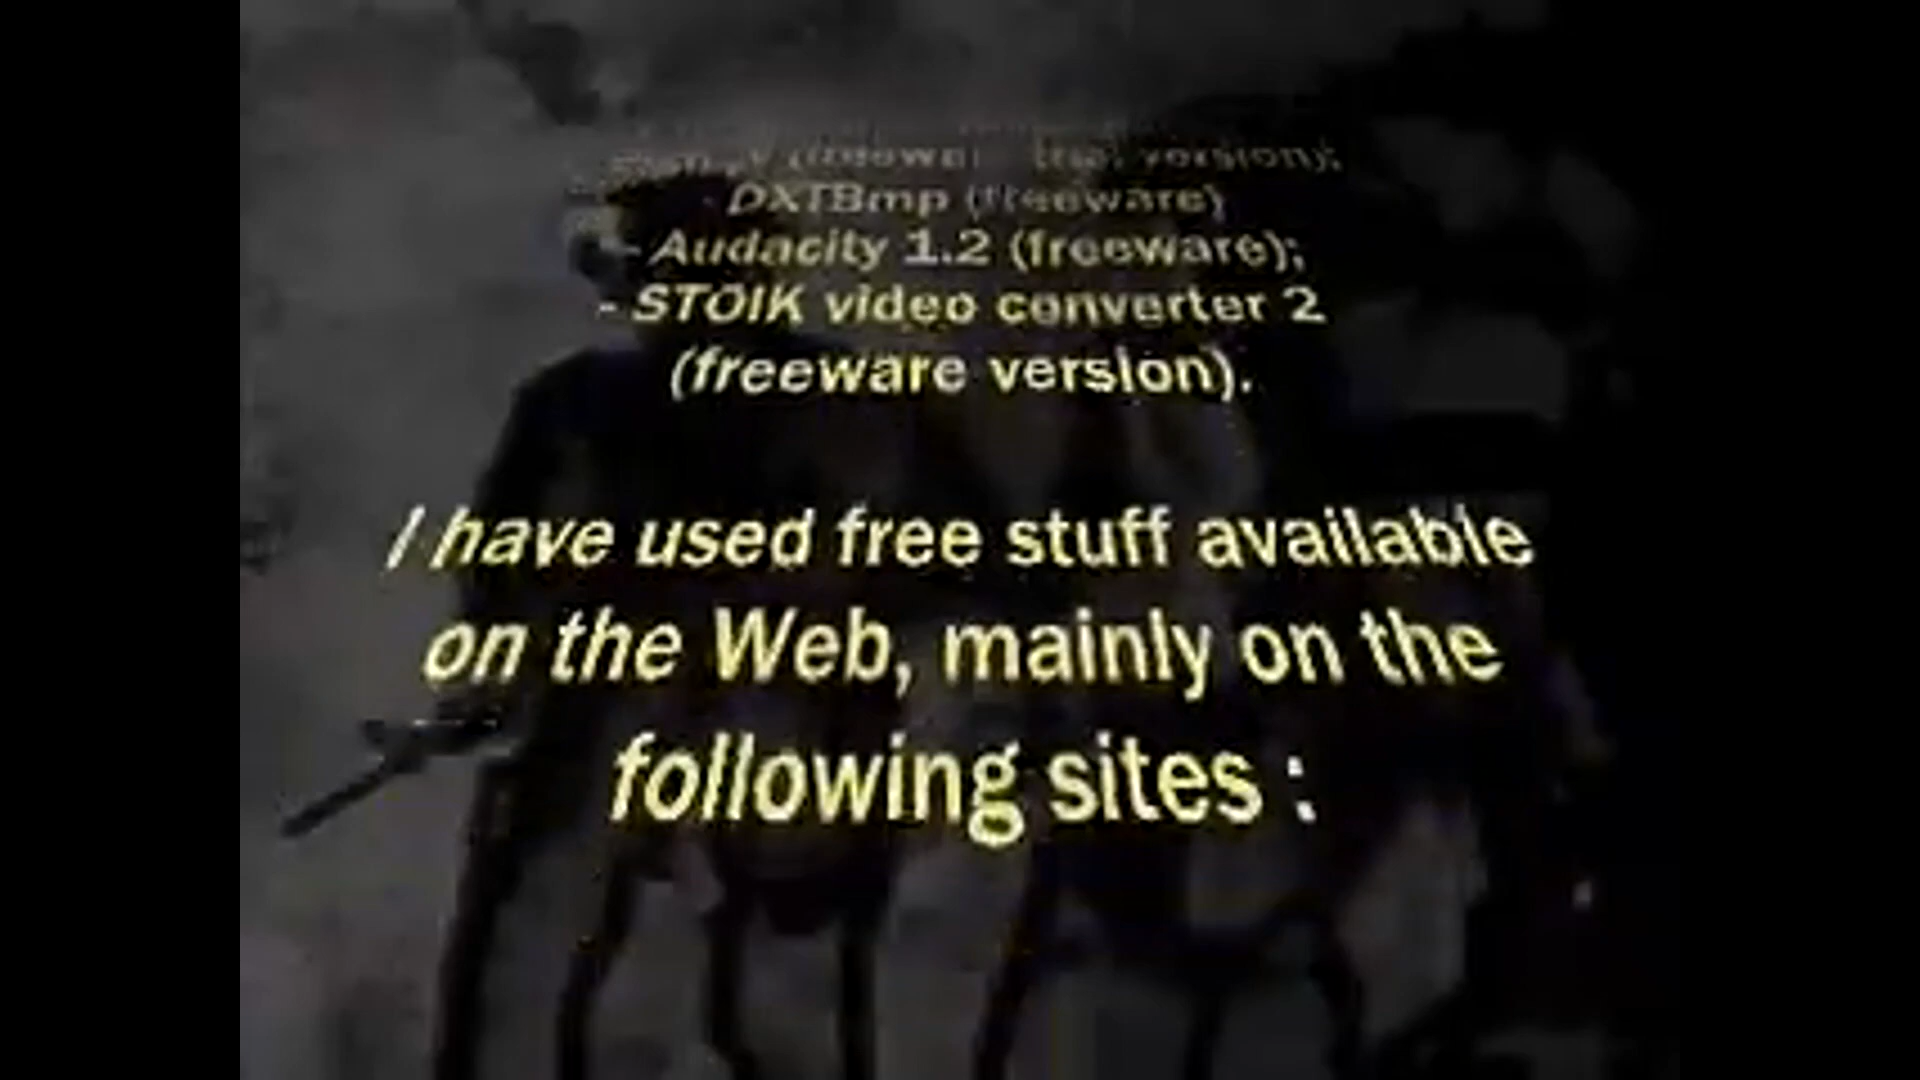 version);
DXTBmp (freeware)
- Audacity 1.2 (freeware);
- STOIK video converter 2
(freeware version).
I have used free stuff available
on the Web, mainly on the
following sites :